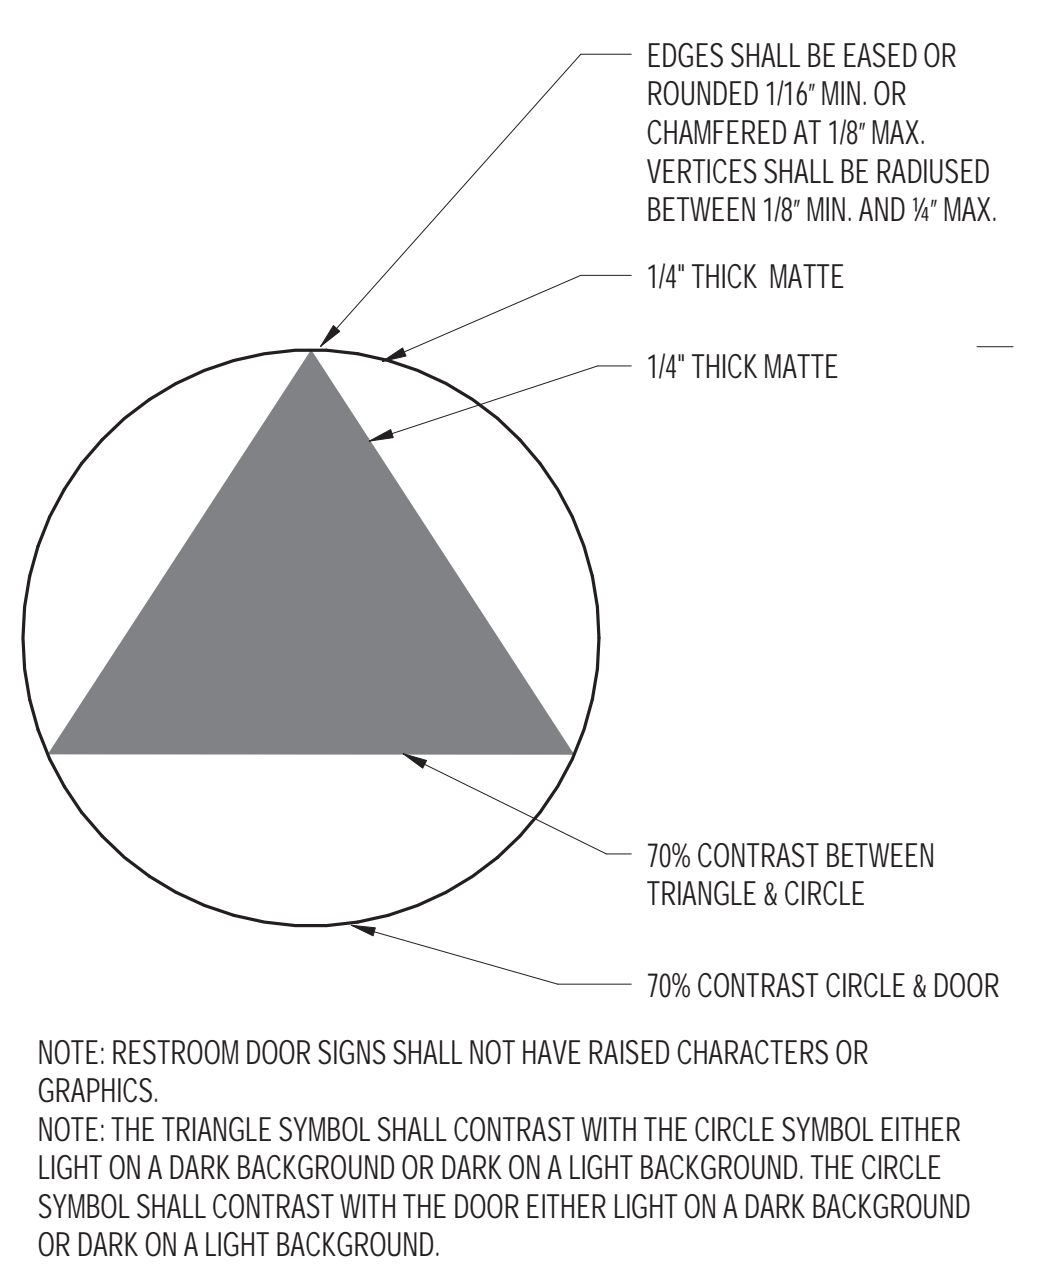 EDGES SHALL BE EASED OR
ROUNDED 1/16″ MIN. OR
CHAMFERED AT 1/8″ MAX.
VERTICES SHALL BE RADIUSED
BETWEEN 1/8″ MIN. AND ¼″ MAX.
1/4" THICK  MATTE
1/4" THICK MATTE
70% CONTRAST BETWEEN
TRIANGLE & CIRCLE
70% CONTRAST CIRCLE & DOOR
NOTE: RESTROOM DOOR SIGNS SHALL NOT HAVE RAISED CHARACTERS OR
GRAPHICS.
NOTE: THE TRIANGLE SYMBOL SHALL CONTRAST WITH THE CIRCLE SYMBOL EITHER
LIGHT ON A DARK BACKGROUND OR DARK ON A LIGHT BACKGROUND. THE CIRCLE
SYMBOL SHALL CONTRAST WITH THE DOOR EITHER LIGHT ON A DARK BACKGROUND
OR DARK ON A LIGHT BACKGROUND.